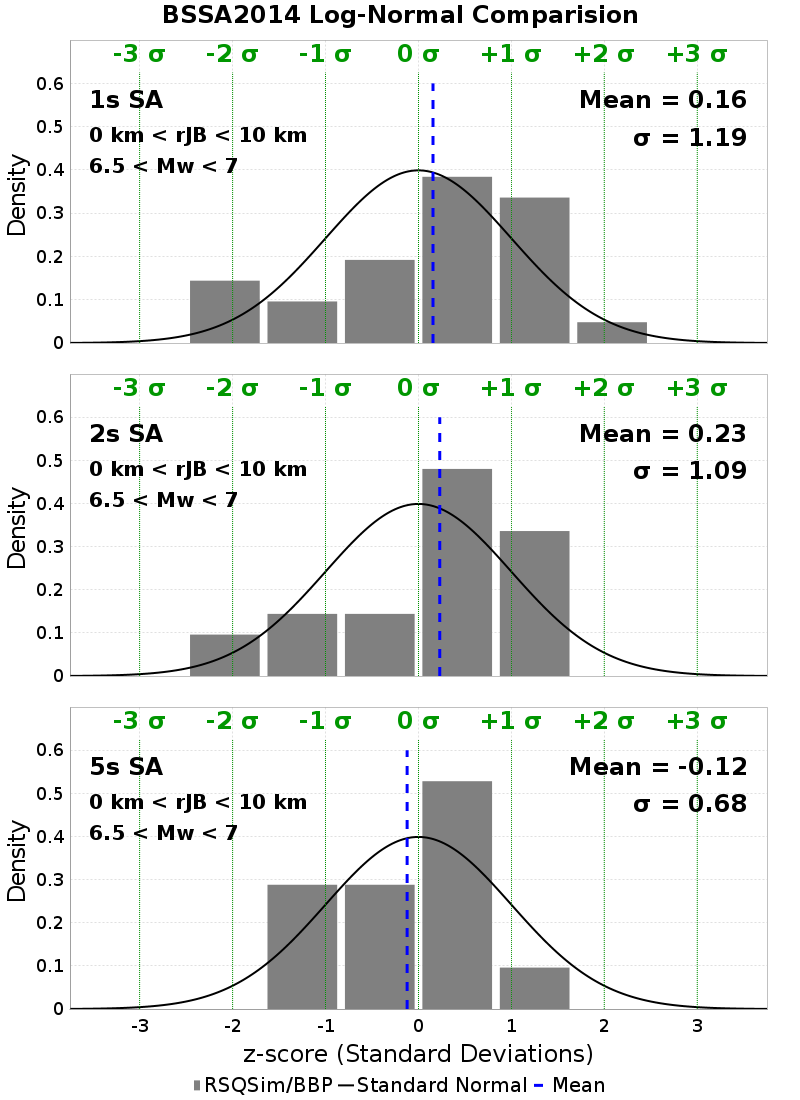 BSSA2014 Log-Normal Comparision
-3 σ -2 σ -1 σ 0 σ +1 σ +2 σ +3 σ
0.6
0.5
0.4
0.3
0.2
0.1
0
Density
1s SA
0 km < rJB < 10 km
6.5 < Mw < 7
Mean = 0.16
σ = 1.19
-3 σ -2 σ -1 σ 0 σ +1 σ +2 σ +3 σ
0.6
0.5
0.4
0.3
0.2
0.1
0
Density
2s SA
0 km < rJB < 10 km
6.5 < Mw < 7
Mean = 0.23
σ = 1.09
-3 σ -2 σ -1 σ 0 σ +1 σ +2 σ +3 σ
0.6
0.5
0.4
0.3
0.2
0.1
0
Density
5s SA
0 km < rJB < 10 km
6.5 < Mw < 7
Mean = -0.12
σ = 0.68
-3 -2 -1 0 1 2 3
z-score (Standard Deviations)
RSQSim/BBP Standard Normal Mean